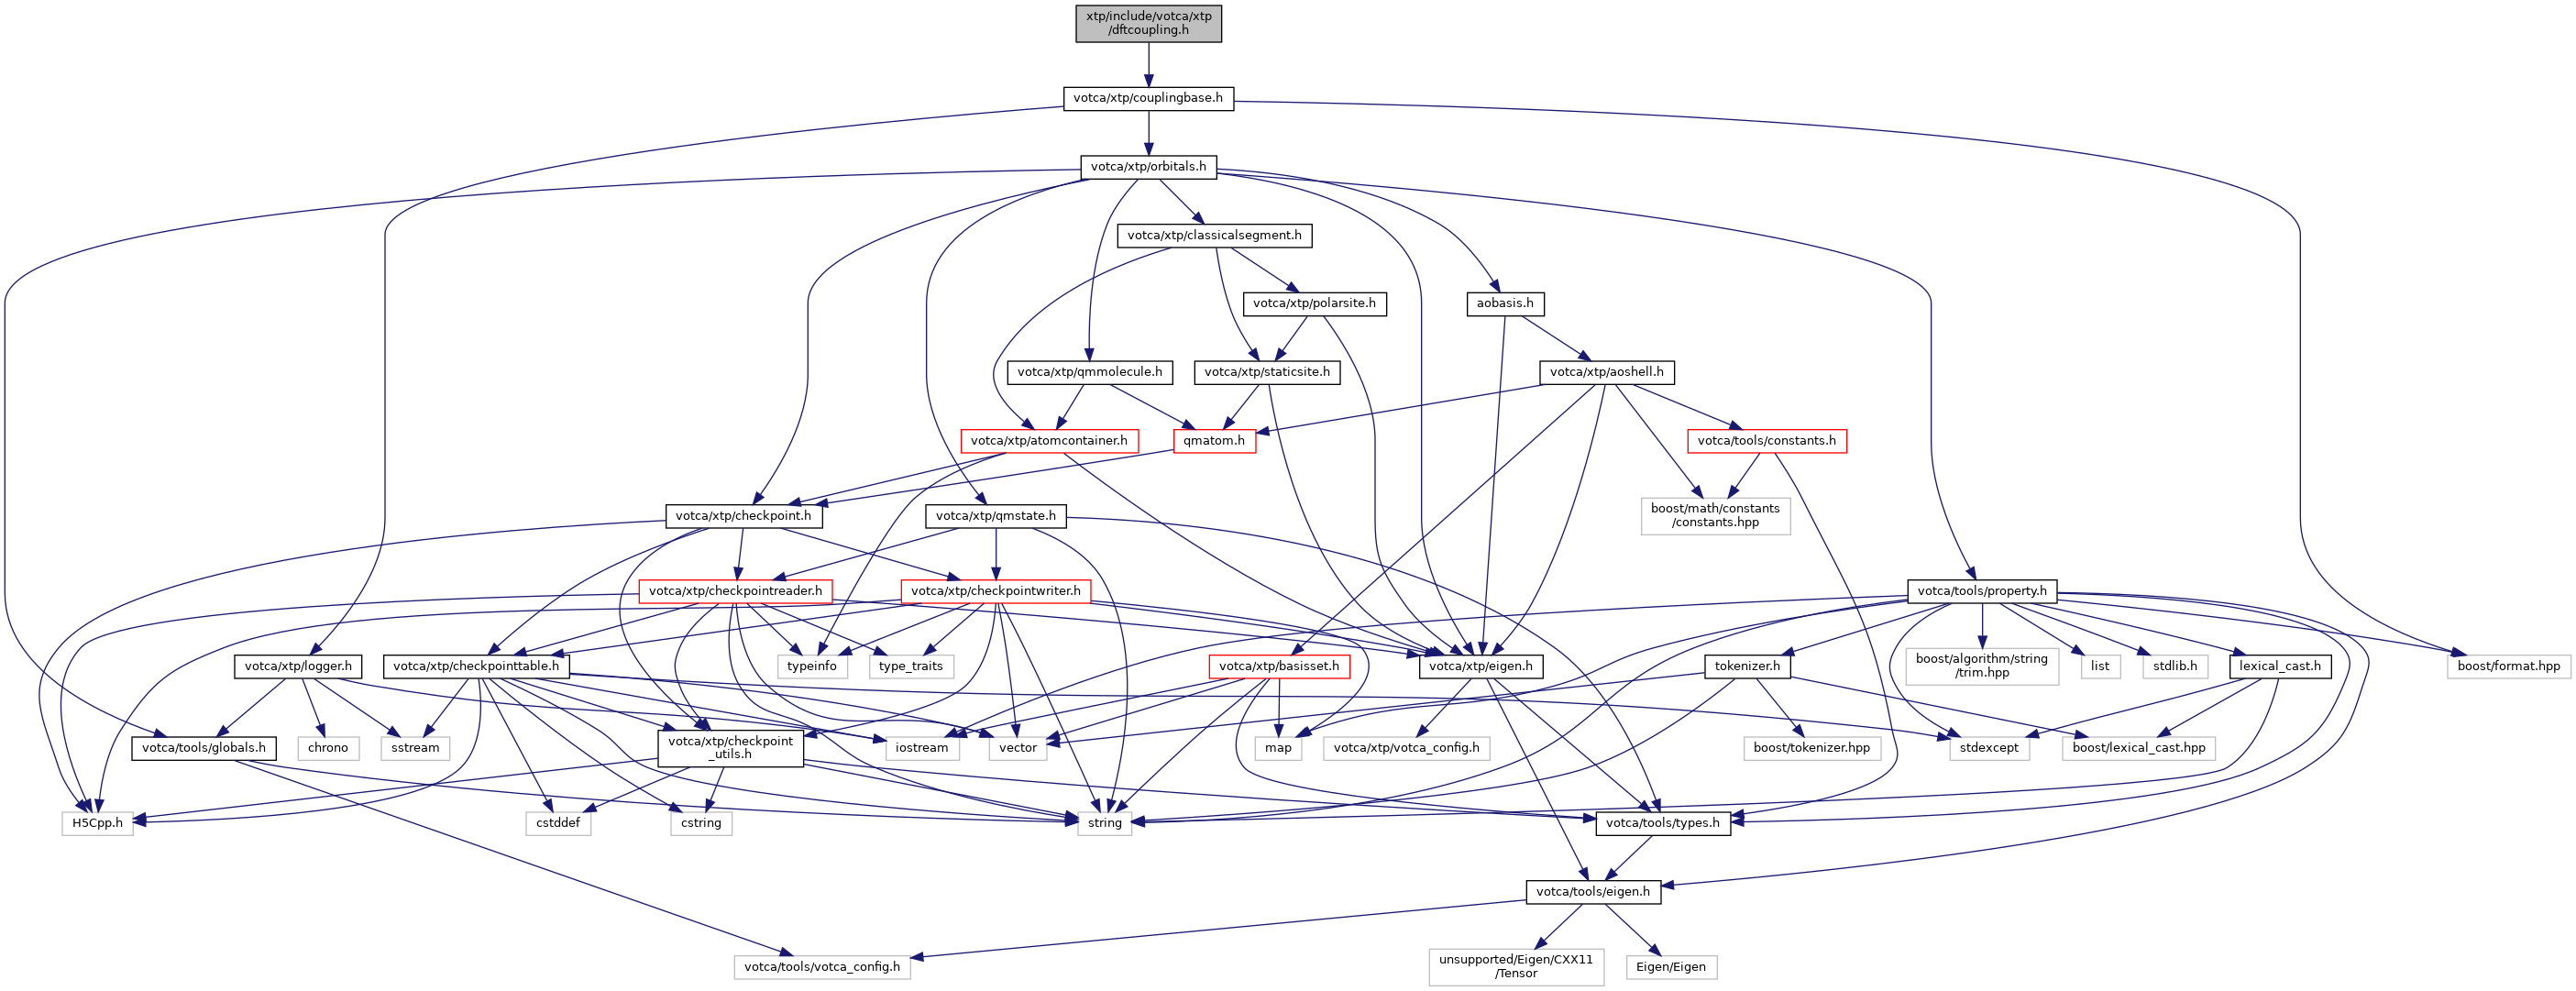 xtp/include/votca/xtp
/dftcoupling.h
votca/xtp/couplingbase.h
votca/xtp/orbitals.h
votca/xtp/classicalsegment.h
votca/xtp/polarsite.h
aobasis.h
votca/xtp/qmmolecule.h
votca/xtp/staticsite.h
votca/xtp/aoshell.h
votca/xtp/atomcontainer.h
qmatom.h
votca/tools/constants.h
votca/xtp/checkpoint.h
votca/xtp/qmstate.h
boost/math/constants
/constants.hpp
votca/xtp/checkpointreader.h
votca/xtp/checkpointwriter.h
votca/tools/property.h
votca/xtp/logger.h
votca/xtp/checkpointtable.h
typeinfo
type_traits
votca/xtp/basisset.h
votca/xtp/eigen.h
tokenizer.h
boost/algorithm/string
/trim.hpp
list
stdlib.h
lexical_cast.h
boost/format.hpp
votca/tools/globals.h
chrono
sstream
votca/xtp/checkpoint
_utils.h
iostream
vector
map
votca/xtp/votca_config.h
boost/tokenizer.hpp
stdexcept
boost/lexical_cast.hpp
H5Cpp.h
cstddef
cstring
string
votca/tools/types.h
votca/tools/eigen.h
votca/tools/votca_config.h
unsupported/Eigen/CXX11
/Tensor
Eigen/Eigen